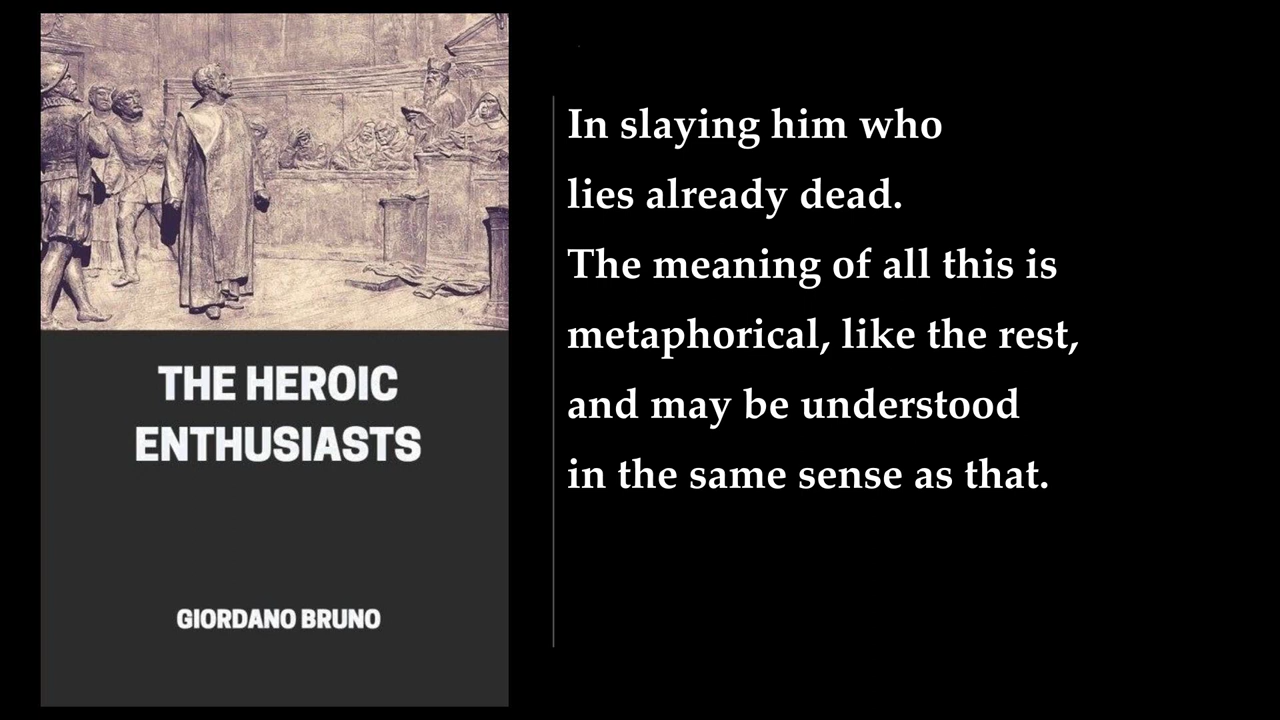 THE HEROIC
ENTHUSIASTS
GIORDANO BRUNO
In slaying him who
lies already dead.
The meaning of all this is
metaphorical, like the rest,
and may be understood
in the same sense as that.